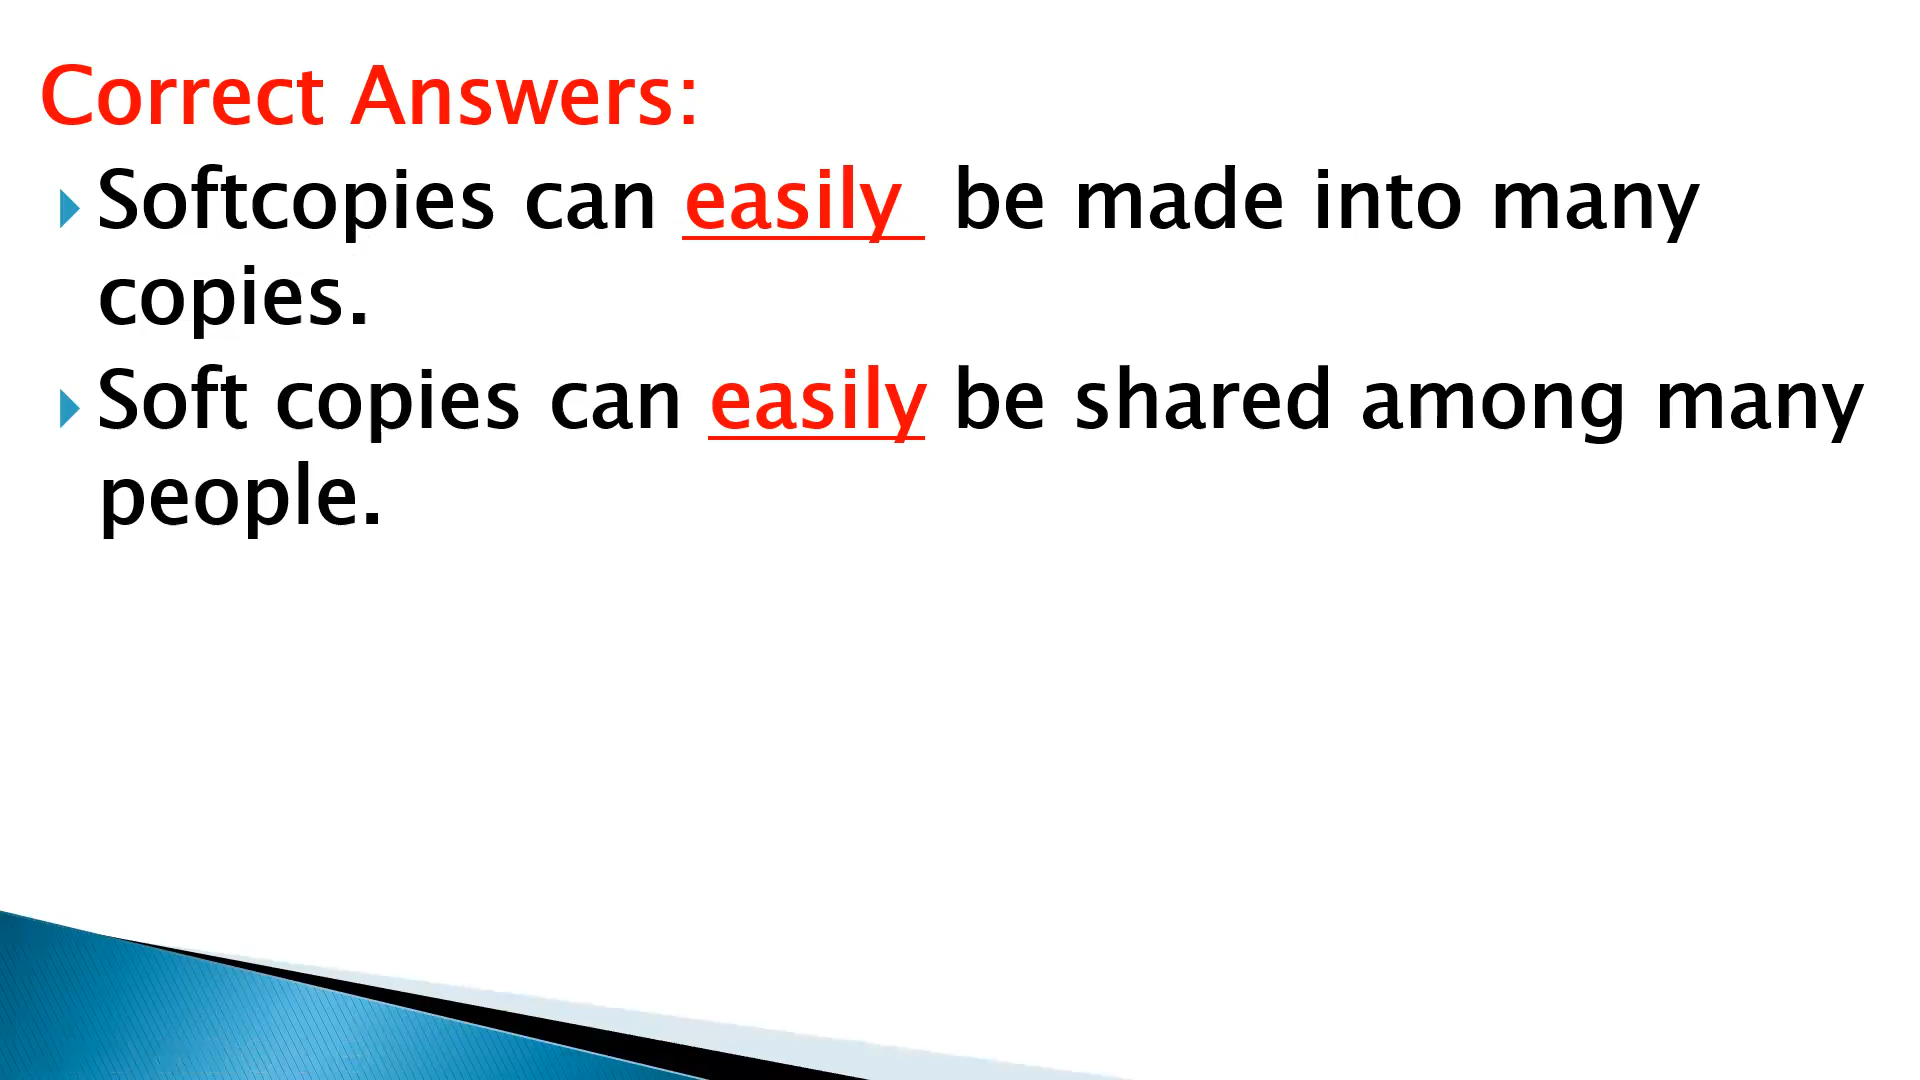 Correct Answers:
Softcopies can easily be made into many
copies.
Soft copies can easily be shared among many
people.